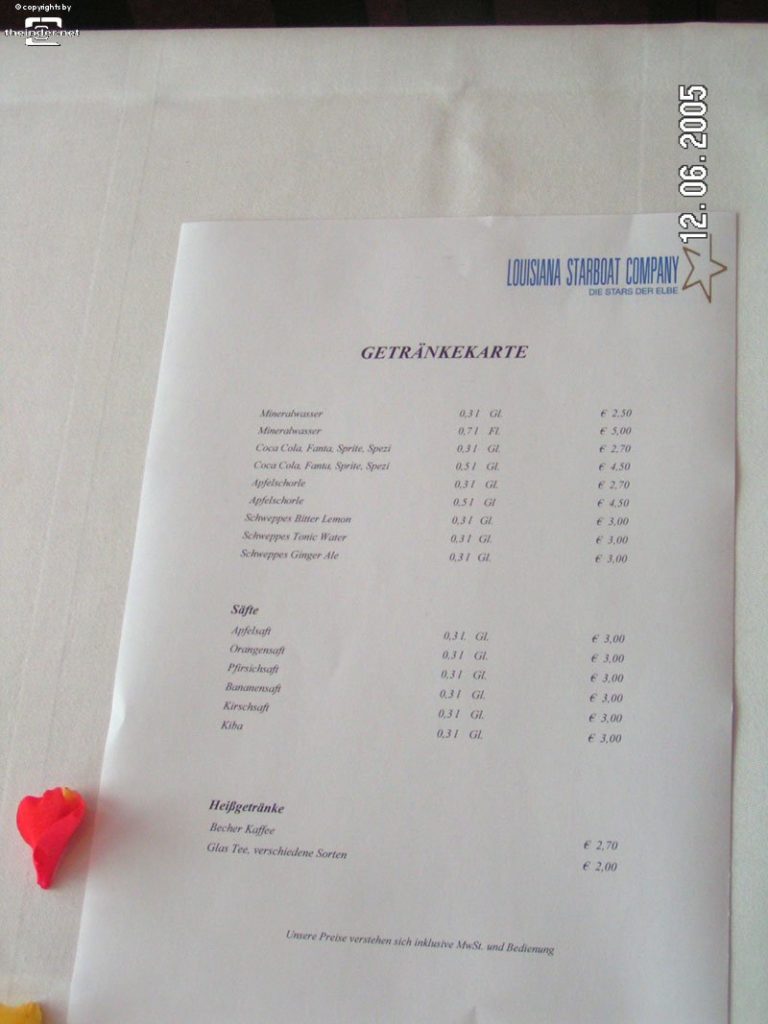 © copyrights by
theinder.net
12.06.2005
LOUISIANA STARBOAT COMPANY
DIE STARS DER ELBE
GETRÄNKEKARTE
Mineralwasser 0,3 l Gl. € 2,50
Mineralwasser 0,7 l Fl. € 5,00
Coca Cola, Fanta, Sprite, Spezi 0,3 l Gl. € 2,70
Coca Cola, Fanta, Sprite, Spezi 0,5 l Gl. € 4,50
Apfelschorle 0,3 l Gl. € 2,70
Apfelschorle 0,5 l Gl € 4,50
Schweppes Bitter Lemon 0,3 l Gl. € 3,00
Schweppes Tonic Water 0,3 l Gl. € 3,00
Schweppes Ginger Ale 0,3 l Gl. € 3,00
Säfte
Apfelsaft 0,3 l. Gl. € 3,00
Orangensaft 0,3 l Gl. € 3,00
Pfirsichsaft 0,3 l Gl. € 3,00
Bananensaft 0,3 l Gl. € 3,00
Kirschsaft 0,3 l Gl. € 3,00
Kiba 0,3 l Gl. € 3,00
Heißgetränke
Becher Kaffee € 2,70
Glas Tee, verschiedene Sorten € 2,00
Unsere Preise verstehen sich inklusive MwSt. und Bedienung